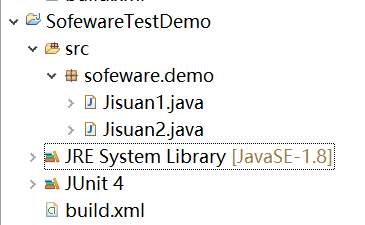 SofewareTestDemo
src
sofeware.demo
Jisuan1.java
Jisuan2.java
JRE System Library [JavaSE-1.8]
JUnit 4
build.xml